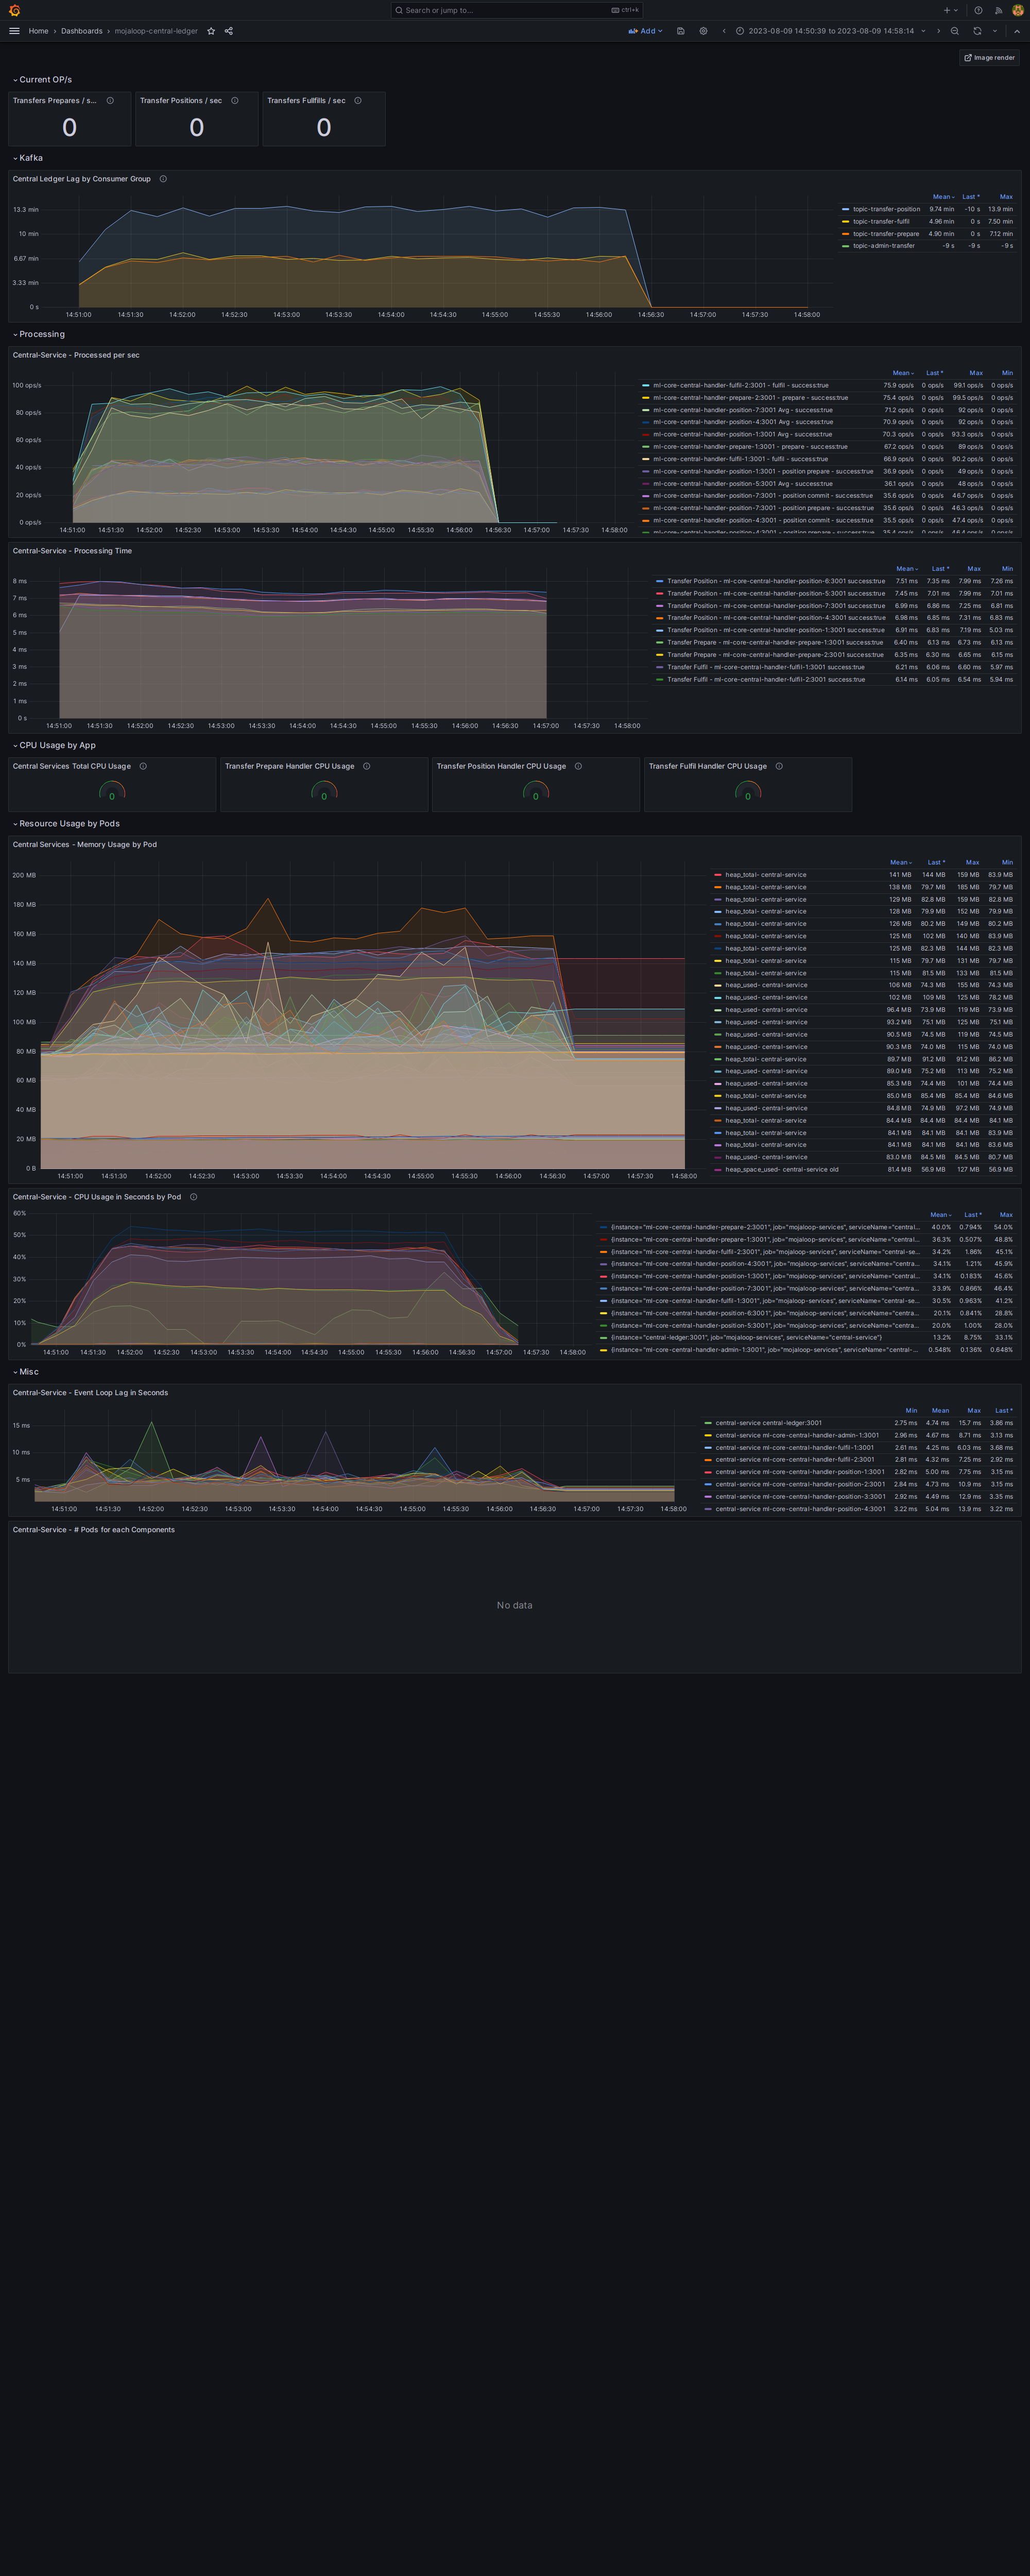 Search or jump to... ctrl+k
Home › Dashboards › mojaloop-central-ledger Add 2023-08-09 14:50:39 to 2023-08-09 14:58:14
Image render
Current OP/s
Transfers Prepares / s... Transfer Positions / sec Transfers Fullfills / sec
0 0 0
Kafka
Central Ledger Lag by Consumer Group
13.3 min
10 min
6.67 min
3.33 min
0 s
14:51:00 14:51:30 14:52:00 14:52:30 14:53:00 14:53:30 14:54:00 14:54:30 14:55:00 14:55:30 14:56:00 14:56:30 14:57:00 14:57:30 14:58:00
Mean Last * Max
topic-transfer-position 9.74 min -10 s 13.9 min
topic-transfer-fulfil 4.96 min 0 s 7.50 min
topic-transfer-prepare 4.90 min 0 s 7.12 min
topic-admin-transfer -9 s -9 s -9 s
Processing
Central-Service - Processed per sec
100 ops/s
80 ops/s
60 ops/s
40 ops/s
20 ops/s
0 ops/s
14:51:00 14:51:30 14:52:00 14:52:30 14:53:00 14:53:30 14:54:00 14:54:30 14:55:00 14:55:30 14:56:00 14:56:30 14:57:00 14:57:30 14:58:00
Mean Last * Max Min
ml-core-central-handler-fulfil-2:3001 - fulfil - success:true 75.9 ops/s 0 ops/s 99.1 ops/s 0 ops/s
ml-core-central-handler-prepare-2:3001 - prepare - success:true 75.4 ops/s 0 ops/s 99.5 ops/s 0 ops/s
ml-core-central-handler-position-7:3001 Avg - success:true 71.2 ops/s 0 ops/s 92 ops/s 0 ops/s
ml-core-central-handler-position-4:3001 Avg - success:true 70.9 ops/s 0 ops/s 92 ops/s 0 ops/s
ml-core-central-handler-position-1:3001 Avg - success:true 70.3 ops/s 0 ops/s 93.3 ops/s 0 ops/s
ml-core-central-handler-prepare-1:3001 - prepare - success:true 67.2 ops/s 0 ops/s 89 ops/s 0 ops/s
ml-core-central-handler-fulfil-1:3001 - fulfil - success:true 66.9 ops/s 0 ops/s 90.2 ops/s 0 ops/s
ml-core-central-handler-position-1:3001 - position prepare - success:true 36.9 ops/s 0 ops/s 49 ops/s 0 ops/s
ml-core-central-handler-position-5:3001 Avg - success:true 36.1 ops/s 0 ops/s 48 ops/s 0 ops/s
ml-core-central-handler-position-7:3001 - position commit - success:true 35.6 ops/s 0 ops/s 46.7 ops/s 0 ops/s
ml-core-central-handler-position-7:3001 - position prepare - success:true 35.6 ops/s 0 ops/s 46.3 ops/s 0 ops/s
ml-core-central-handler-position-4:3001 - position commit - success:true 35.5 ops/s 0 ops/s 47.4 ops/s 0 ops/s
ml-core-central-handler-position-4:3001 - position prepare - success:true 35.4 ops/s 0 ops/s 46.4 ops/s 0 ops/s
Central-Service - Processing Time
8 ms
7 ms
6 ms
5 ms
4 ms
3 ms
2 ms
1 ms
0 s
14:51:00 14:51:30 14:52:00 14:52:30 14:53:00 14:53:30 14:54:00 14:54:30 14:55:00 14:55:30 14:56:00 14:56:30 14:57:00 14:57:30 14:58:00
Mean Last * Max Min
Transfer Position - ml-core-central-handler-position-6:3001 success:true 7.51 ms 7.35 ms 7.99 ms 7.26 ms
Transfer Position - ml-core-central-handler-position-5:3001 success:true 7.45 ms 7.01 ms 7.99 ms 7.01 ms
Transfer Position - ml-core-central-handler-position-7:3001 success:true 6.99 ms 6.86 ms 7.25 ms 6.81 ms
Transfer Position - ml-core-central-handler-position-4:3001 success:true 6.98 ms 6.85 ms 7.31 ms 6.83 ms
Transfer Position - ml-core-central-handler-position-1:3001 success:true 6.91 ms 6.83 ms 7.19 ms 5.03 ms
Transfer Prepare - ml-core-central-handler-prepare-1:3001 success:true 6.40 ms 6.13 ms 6.73 ms 6.13 ms
Transfer Prepare - ml-core-central-handler-prepare-2:3001 success:true 6.35 ms 6.30 ms 6.65 ms 6.15 ms
Transfer Fulfil - ml-core-central-handler-fulfil-1:3001 success:true 6.21 ms 6.06 ms 6.60 ms 5.97 ms
Transfer Fulfil - ml-core-central-handler-fulfil-2:3001 success:true 6.14 ms 6.05 ms 6.54 ms 5.94 ms
CPU Usage by App
Central Services Total CPU Usage Transfer Prepare Handler CPU Usage Transfer Position Handler CPU Usage Transfer Fulfil Handler CPU Usage
0 0 0 0
Resource Usage by Pods
Central Services - Memory Usage by Pod
200 MB
180 MB
160 MB
140 MB
120 MB
100 MB
80 MB
60 MB
40 MB
20 MB
0 B
14:51:00 14:51:30 14:52:00 14:52:30 14:53:00 14:53:30 14:54:00 14:54:30 14:55:00 14:55:30 14:56:00 14:56:30 14:57:00 14:57:30 14:58:00
Mean Last * Max Min
heap_total- central-service 141 MB 144 MB 159 MB 83.9 MB
heap_total- central-service 138 MB 79.7 MB 185 MB 79.7 MB
heap_total- central-service 129 MB 82.8 MB 159 MB 82.8 MB
heap_total- central-service 128 MB 79.9 MB 152 MB 79.9 MB
heap_total- central-service 126 MB 80.2 MB 149 MB 80.2 MB
heap_total- central-service 125 MB 102 MB 140 MB 83.9 MB
heap_total- central-service 125 MB 82.3 MB 144 MB 82.3 MB
heap_total- central-service 115 MB 79.7 MB 131 MB 79.7 MB
heap_total- central-service 115 MB 81.5 MB 133 MB 81.5 MB
heap_used- central-service 106 MB 74.3 MB 155 MB 74.3 MB
heap_used- central-service 102 MB 109 MB 125 MB 78.2 MB
heap_used- central-service 96.4 MB 73.9 MB 119 MB 73.9 MB
heap_used- central-service 93.2 MB 75.1 MB 125 MB 75.1 MB
heap_used- central-service 90.5 MB 74.5 MB 119 MB 74.5 MB
heap_used- central-service 90.3 MB 74.0 MB 115 MB 74.0 MB
heap_total- central-service 89.7 MB 91.2 MB 91.2 MB 86.2 MB
heap_used- central-service 89.0 MB 75.2 MB 113 MB 75.2 MB
heap_used- central-service 85.3 MB 74.4 MB 101 MB 74.4 MB
heap_total- central-service 85.0 MB 85.4 MB 85.4 MB 84.6 MB
heap_used- central-service 84.8 MB 74.9 MB 97.2 MB 74.9 MB
heap_total- central-service 84.4 MB 84.4 MB 84.4 MB 84.1 MB
heap_total- central-service 84.1 MB 84.1 MB 84.1 MB 83.9 MB
heap_total- central-service 84.1 MB 84.1 MB 84.1 MB 83.6 MB
heap_used- central-service 83.0 MB 84.5 MB 84.5 MB 80.7 MB
heap_space_used- central-service old 81.4 MB 56.9 MB 127 MB 56.9 MB
Central-Service - CPU Usage in Seconds by Pod
60%
50%
40%
30%
20%
10%
0%
14:51:00 14:51:30 14:52:00 14:52:30 14:53:00 14:53:30 14:54:00 14:54:30 14:55:00 14:55:30 14:56:00 14:56:30 14:57:00 14:57:30 14:58:00
Mean Last * Max
{instance="ml-core-central-handler-prepare-2:3001", job="mojaloop-services", serviceName="central... 40.0% 0.794% 54.0%
{instance="ml-core-central-handler-prepare-1:3001", job="mojaloop-services", serviceName="central... 36.3% 0.507% 48.8%
{instance="ml-core-central-handler-fulfil-2:3001", job="mojaloop-services", serviceName="central-se... 34.2% 1.86% 45.1%
{instance="ml-core-central-handler-position-4:3001", job="mojaloop-services", serviceName="centra... 34.1% 1.21% 45.9%
{instance="ml-core-central-handler-position-1:3001", job="mojaloop-services", serviceName="centra... 34.1% 0.183% 45.6%
{instance="ml-core-central-handler-position-7:3001", job="mojaloop-services", serviceName="centra... 33.9% 0.866% 46.4%
{instance="ml-core-central-handler-fulfil-1:3001", job="mojaloop-services", serviceName="central-se... 30.5% 0.963% 41.2%
{instance="ml-core-central-handler-position-6:3001", job="mojaloop-services", serviceName="centra... 20.1% 0.841% 28.8%
{instance="ml-core-central-handler-position-5:3001", job="mojaloop-services", serviceName="centra... 20.0% 1.00% 28.0%
{instance="central-ledger:3001", job="mojaloop-services", serviceName="central-service"} 13.2% 8.75% 33.1%
{instance="ml-core-central-handler-admin-1:3001", job="mojaloop-services", serviceName="central-... 0.548% 0.136% 0.648%
Misc
Central-Service - Event Loop Lag in Seconds
15 ms
10 ms
5 ms
14:51:00 14:51:30 14:52:00 14:52:30 14:53:00 14:53:30 14:54:00 14:54:30 14:55:00 14:55:30 14:56:00 14:56:30 14:57:00 14:57:30 14:58:00
Min Mean Max Last *
central-service central-ledger:3001 2.75 ms 4.74 ms 15.7 ms 3.86 ms
central-service ml-core-central-handler-admin-1:3001 2.96 ms 4.67 ms 8.71 ms 3.13 ms
central-service ml-core-central-handler-fulfil-1:3001 2.61 ms 4.25 ms 6.03 ms 3.68 ms
central-service ml-core-central-handler-fulfil-2:3001 2.81 ms 4.32 ms 7.25 ms 2.92 ms
central-service ml-core-central-handler-position-1:3001 2.82 ms 5.00 ms 7.75 ms 3.15 ms
central-service ml-core-central-handler-position-2:3001 2.84 ms 4.73 ms 10.9 ms 3.15 ms
central-service ml-core-central-handler-position-3:3001 2.92 ms 4.49 ms 12.9 ms 3.35 ms
central-service ml-core-central-handler-position-4:3001 3.22 ms 5.04 ms 13.9 ms 3.22 ms
Central-Service - # Pods for each Components
No data